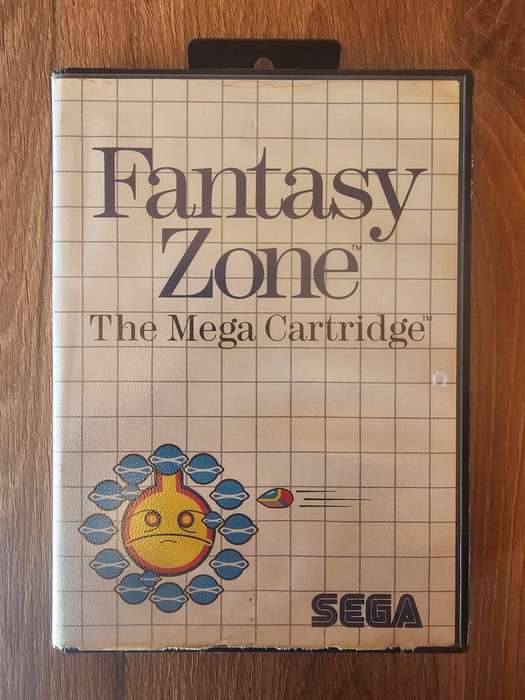 Fantasy
Zone™
The Mega Cartridge™
SEGA